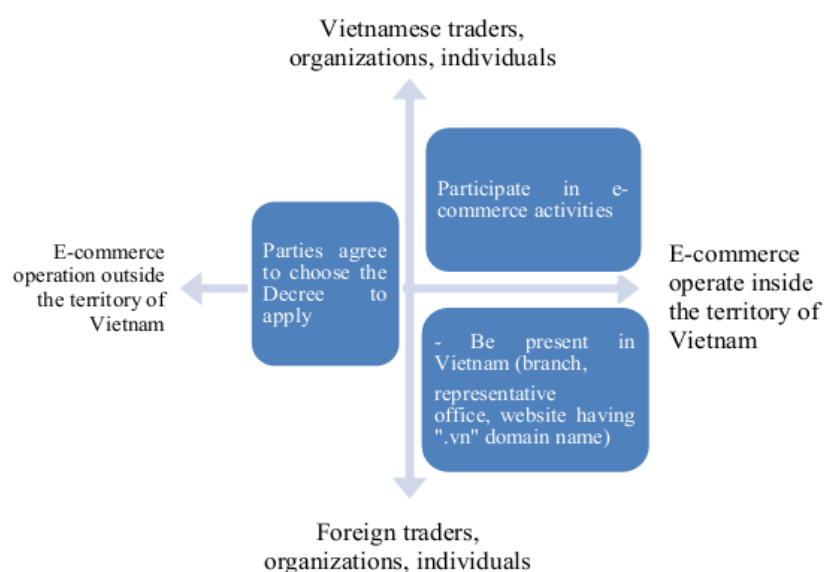 Vietnamese traders,
organizations, individuals
Participate in e-
commerce activities
Parties agree
to choose the
Decree to
apply
E-commerce
operation outside
the territory of
Vietnam
E-commerce
operate inside
the territory of
Vietnam
- Be present in
Vietnam (branch,
representative
office, website having
".vn" domain name)
Foreign traders,
organizations, individuals